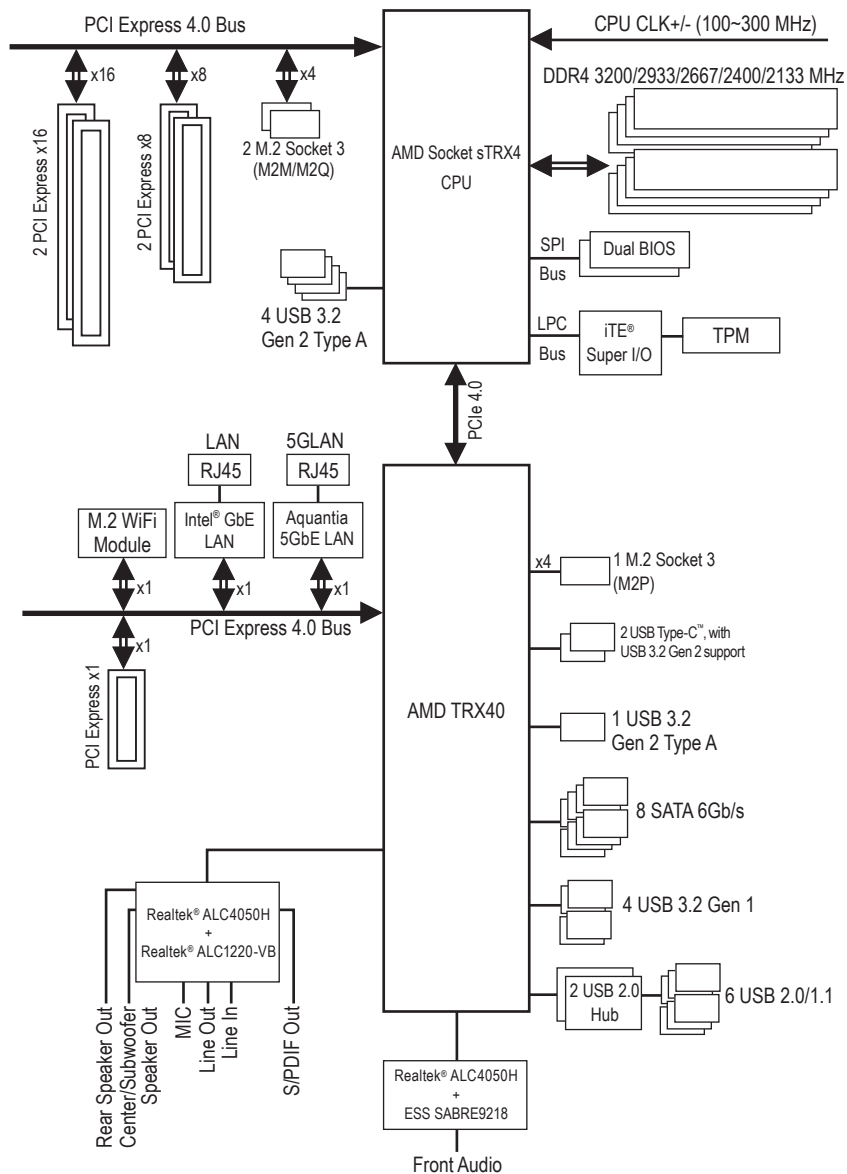 PCI Express 4.0 Bus
CPU CLK+/- (100~300 MHz)
x16
x8
x4
DDR4 3200/2933/2667/2400/2133 MHz
2 PCI Express x16
2 PCI Express x8
2 M.2 Socket 3
(M2M/M2Q)
AMD Socket sTRX4
CPU
SPI
Bus
Dual BIOS
4 USB 3.2
Gen 2 Type A
LPC
Bus
iTE®
Super I/O
TPM
PCIe 4.0
LAN
RJ45
5GLAN
RJ45
M.2 WiFi
Module
Intel® GbE
LAN
Aquantia
5GbE LAN
x1
x1
x1
PCI Express 4.0 Bus
x1
PCI Express x1
AMD TRX40
x4
1 M.2 Socket 3
(M2P)
2 USB Type-C™, with
USB 3.2 Gen 2 support
1 USB 3.2
Gen 2 Type A
8 SATA 6Gb/s
4 USB 3.2 Gen 1
2 USB 2.0
Hub
6 USB 2.0/1.1
Realtek® ALC4050H
+
Realtek® ALC1220-VB
Rear Speaker Out
Center/Subwoofer
Speaker Out
MIC
Line Out
Line In
S/PDIF Out
Realtek® ALC4050H
+
ESS SABRE9218
Front Audio